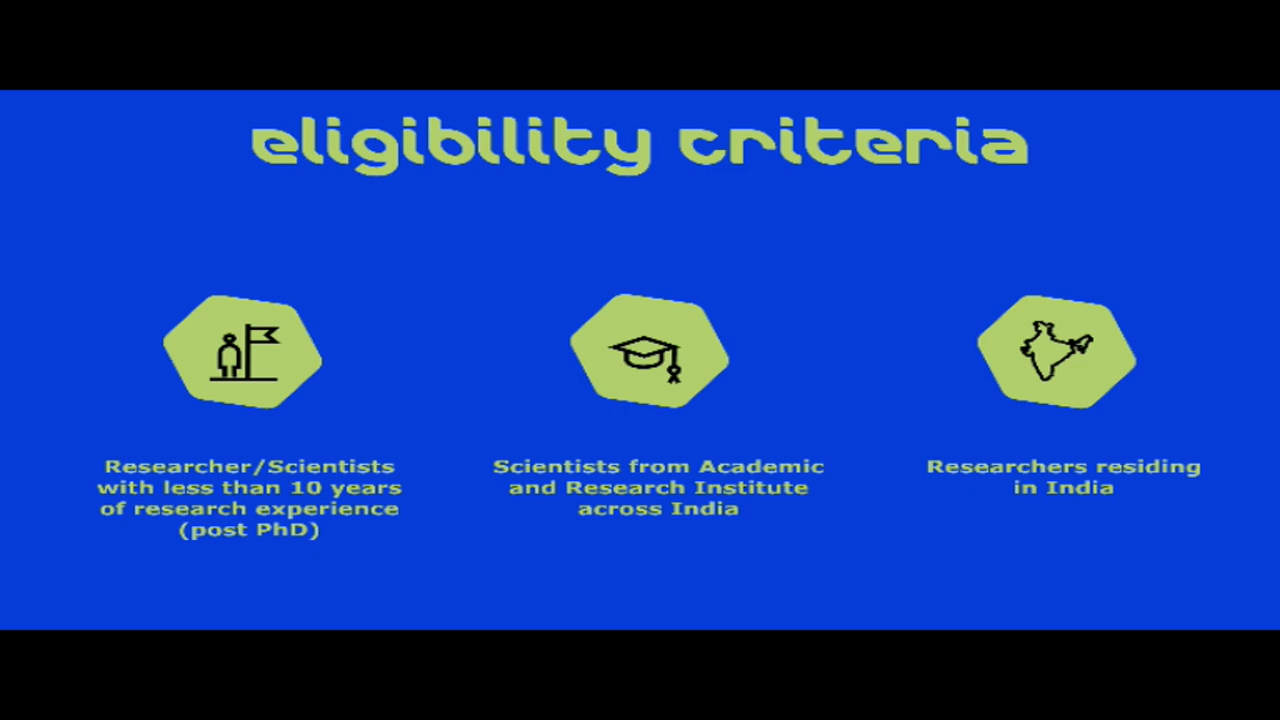 eligibility criteria
Researcher/Scientists
with less than 10 years
of research experience
(post PhD)
Scientists from Academic
and Research Institute
across India
Researchers residing
in India